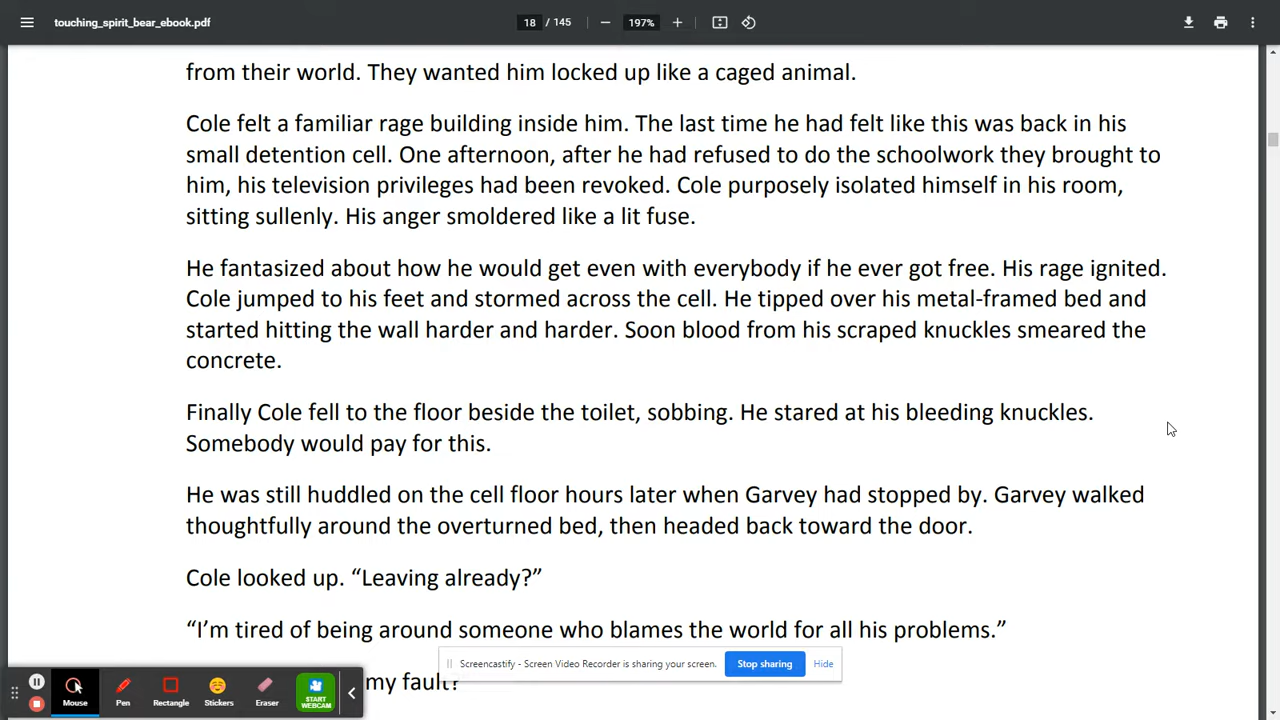 touching_spirit_bear_ebook.pdf
18 / 145
197%
from their world. They wanted him locked up like a caged animal.
Cole felt a familiar rage building inside him. The last time he had felt like this was back in his
small detention cell. One afternoon, after he had refused to do the schoolwork they brought to
him, his television privileges had been revoked. Cole purposely isolated himself in his room,
sitting sullenly. His anger smoldered like a lit fuse.
He fantasized about how he would get even with everybody if he ever got free. His rage ignited.
Cole jumped to his feet and stormed across the cell. He tipped over his metal-framed bed and
started hitting the wall harder and harder. Soon blood from his scraped knuckles smeared the
concrete.
Finally Cole fell to the floor beside the toilet, sobbing. He stared at his bleeding knuckles.
Somebody would pay for this.
He was still huddled on the cell floor hours later when Garvey had stopped by. Garvey walked
thoughtfully around the overturned bed, then headed back toward the door.
Cole looked up. “Leaving already?”
“I’m tired of being around someone who blames the world for all his problems.”
my fault?
Screencastify - Screen Video Recorder is sharing your screen.
Stop sharing
Hide
Mouse
Pen
Rectangle
Stickers
Eraser
START
WEBCAM